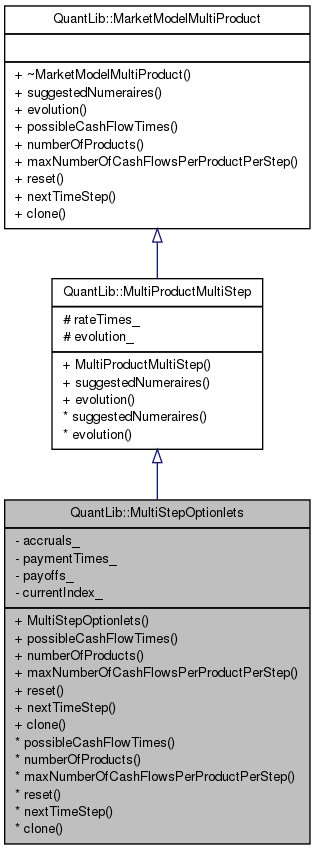 QuantLib::MarketModelMultiProduct
+ ~MarketModelMultiProduct()
+ suggestedNumeraires()
+ evolution()
+ possibleCashFlowTimes()
+ numberOfProducts()
+ maxNumberOfCashFlowsPerProductPerStep()
+ reset()
+ nextTimeStep()
+ clone()
QuantLib::MultiProductMultiStep
# rateTimes_
# evolution_
+ MultiProductMultiStep()
+ suggestedNumeraires()
+ evolution()
* suggestedNumeraires()
* evolution()
QuantLib::MultiStepOptionlets
- accruals_
- paymentTimes_
- payoffs_
- currentIndex_
+ MultiStepOptionlets()
+ possibleCashFlowTimes()
+ numberOfProducts()
+ maxNumberOfCashFlowsPerProductPerStep()
+ reset()
+ nextTimeStep()
+ clone()
* possibleCashFlowTimes()
* numberOfProducts()
* maxNumberOfCashFlowsPerProductPerStep()
* reset()
* nextTimeStep()
* clone()